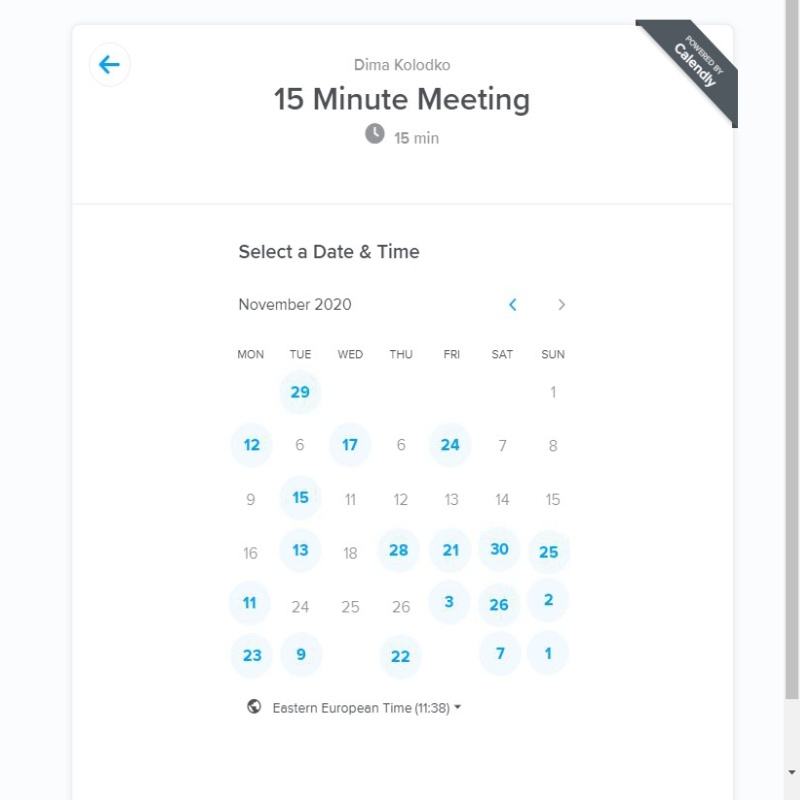 Dima Kolodko
15 Minute Meeting
15 min
POWERED BY
Calendly
Select a Date & Time
November 2020
MON TUE WED THU FRI SAT SUN
29 1
12 6 17 6 24 7 8
9 15 11 12 13 14 15
16 13 18 28 21 30 25
11 24 25 26 3 26 2
23 9 22 7 1
Eastern European Time (11:38)